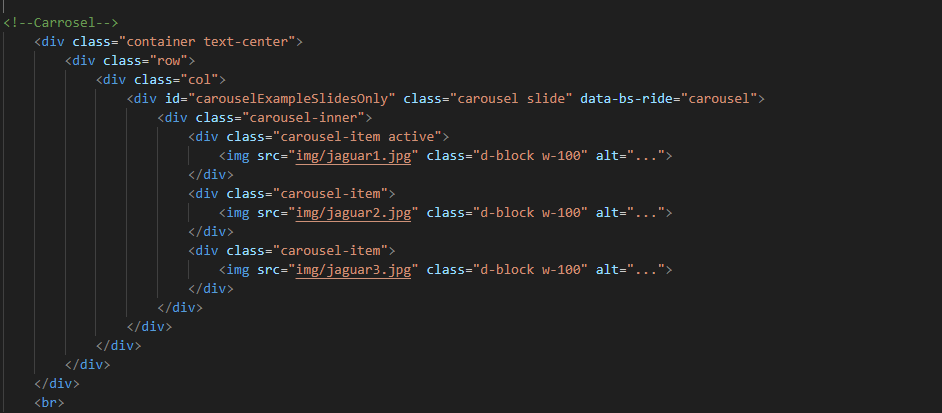 <!--Carrosel-->
<div class="container text-center">
<div class="row">
<div class="col">
<div id="carouselExampleSlidesOnly" class="carousel slide" data-bs-ride="carousel">
<div class="carousel-inner">
<div class="carousel-item active">
<img src="img/jaguar1.jpg" class="d-block w-100" alt="...">
</div>
<div class="carousel-item">
<img src="img/jaguar2.jpg" class="d-block w-100" alt="...">
</div>
<div class="carousel-item">
<img src="img/jaguar3.jpg" class="d-block w-100" alt="...">
</div>
</div>
</div>
</div>
</div>
</div>
<br>